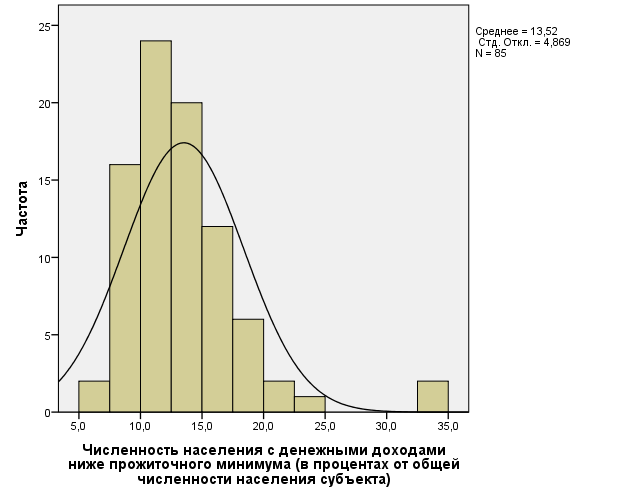 Среднее = 13,52
Стд. Откл. = 4,869
N = 85
25
20
15
10
5
0
Частота
5,0 10,0 15,0 20,0 25,0 30,0 35,0
Численность населения с денежными доходами
ниже прожиточного минимума (в процентах от общей
численности населения субъекта)